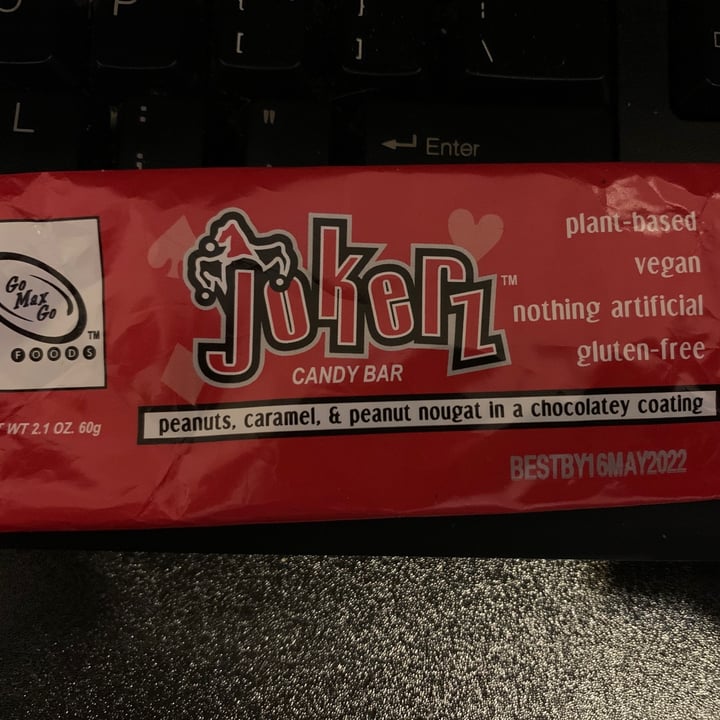 P
{
[
}
]
|
\
L
:
;
"
Enter
Go
Max
Go
TM
FOODS
WT 2.1 OZ. 60g
Jokerz TM
CANDY BAR
plant-based
vegan
nothing artificial
gluten-free
peanuts, caramel, & peanut nougat in a chocolatey coating
BESTBY16MAY2022